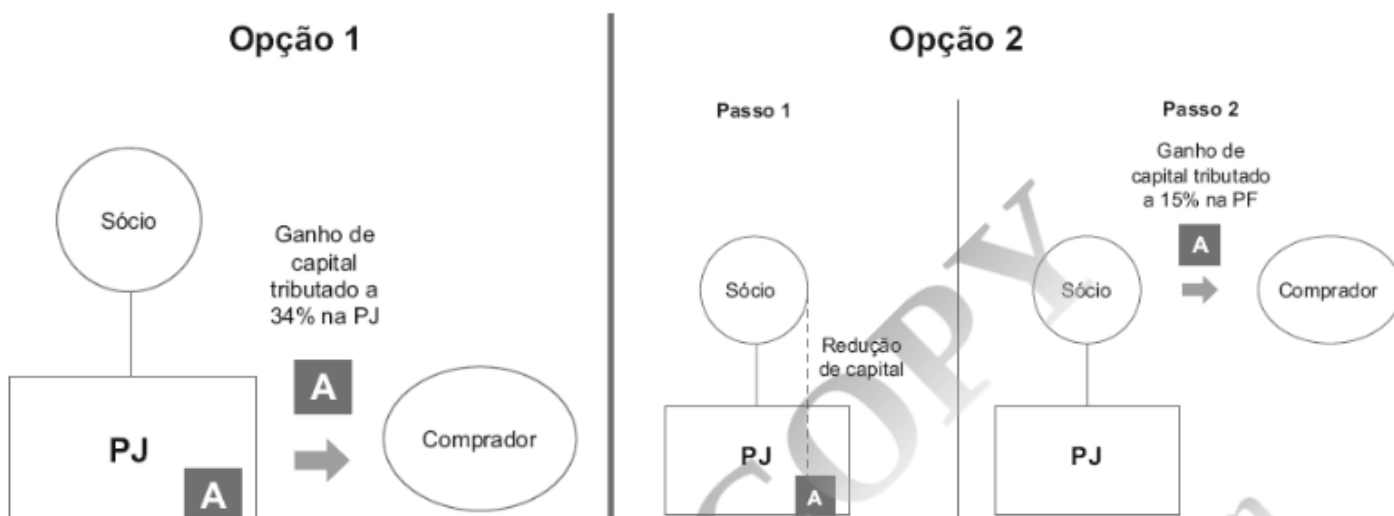 Opção 1
Sócio
Ganho de
capital
tributado a
34% na PJ
A
Comprador
PJ
A
Opção 2
Passo 1
Sócio
Redução
de capital
PJ
A
Passo 2
Ganho de
capital tributado
a 15% na PF
A
Sócio
Comprador
PJ
COPY